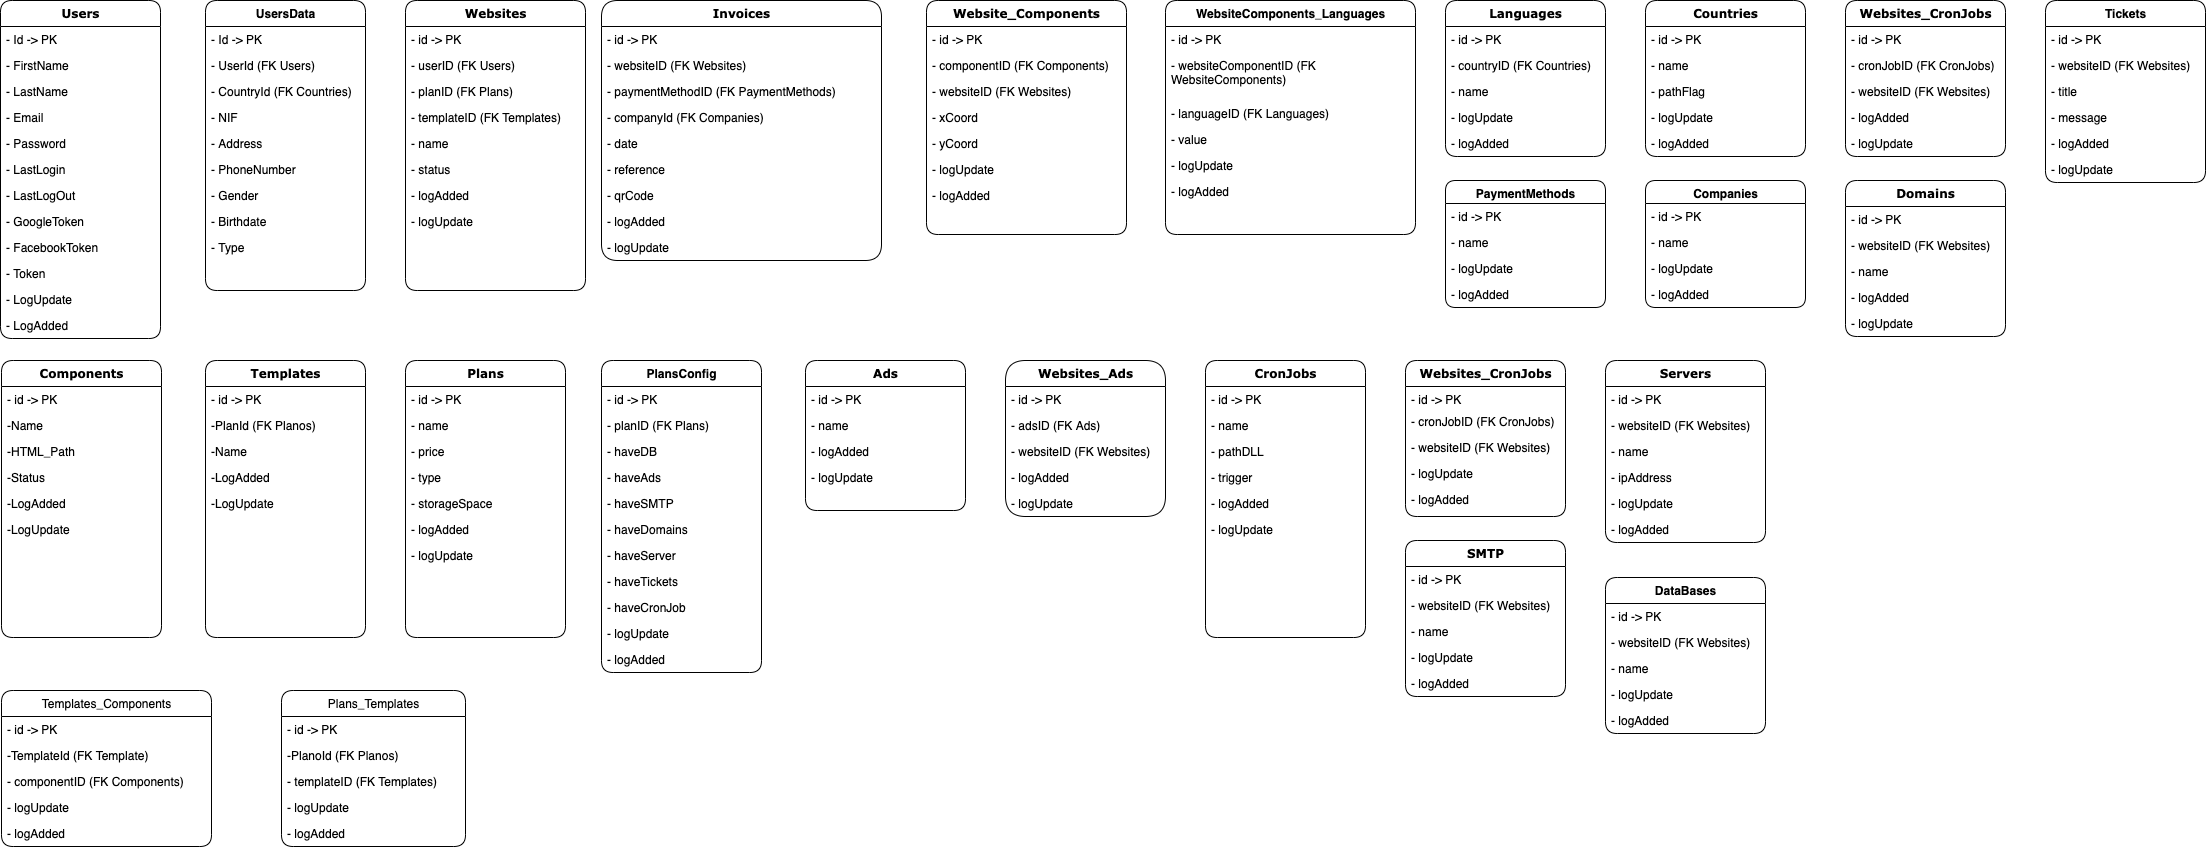 Users
- Id -> PK
- FirstName
- LastName
- Email
- Password
- LastLogin
- LastLogOut
- GoogleToken
- FacebookToken
- Token
- LogUpdate
- LogAdded
UsersData
- Id -> PK
- UserId (FK Users)
- CountryId (FK Countries)
- NIF
- Address
- PhoneNumber
- Gender
- Birthdate
- Type
Websites
- id -> PK
- userID (FK Users)
- planID (FK Plans)
- templateID (FK Templates)
- name
- status
- logAdded
- logUpdate
Invoices
- id -> PK
- websiteID (FK Websites)
- paymentMethodID (FK PaymentMethods)
- companyId (FK Companies)
- date
- reference
- qrCode
- logAdded
- logUpdate
Website_Components
- id -> PK
- componentID (FK Components)
- websiteID (FK Websites)
- xCoord
- yCoord
- logUpdate
- logAdded
WebsiteComponents_Languages
- id -> PK
- websiteComponentID (FK
WebsiteComponents)
- languageID (FK Languages)
- value
- logUpdate
- logAdded
Languages
- id -> PK
- countryID (FK Countries)
- name
- logUpdate
- logAdded
Countries
- id -> PK
- name
- pathFlag
- logUpdate
- logAdded
Websites_CronJobs
- id -> PK
- cronJobID (FK CronJobs)
- websiteID (FK Websites)
- logAdded
- logUpdate
Tickets
- id -> PK
- websiteID (FK Websites)
- title
- message
- logAdded
- logUpdate
PaymentMethods
- id -> PK
- name
- logUpdate
- logAdded
Companies
- id -> PK
- name
- logUpdate
- logAdded
Domains
- id -> PK
- websiteID (FK Websites)
- name
- logAdded
- logUpdate
Components
- id -> PK
-Name
-HTML_Path
-Status
-LogAdded
-LogUpdate
Templates
- id -> PK
-PlanId (FK Planos)
-Name
-LogAdded
-LogUpdate
Plans
- id -> PK
- name
- price
- type
- storageSpace
- logAdded
- logUpdate
PlansConfig
- id -> PK
- planID (FK Plans)
- haveDB
- haveAds
- haveSMTP
- haveDomains
- haveServer
- haveTickets
- haveCronJob
- logUpdate
- logAdded
Ads
- id -> PK
- name
- logAdded
- logUpdate
Websites_Ads
- id -> PK
- adsID (FK Ads)
- websiteID (FK Websites)
- logAdded
- logUpdate
CronJobs
- id -> PK
- name
- pathDLL
- trigger
- logAdded
- logUpdate
Websites_CronJobs
- id -> PK
- cronJobID (FK CronJobs)
- websiteID (FK Websites)
- logUpdate
- logAdded
Servers
- id -> PK
- websiteID (FK Websites)
- name
- ipAddress
- logUpdate
- logAdded
SMTP
- id -> PK
- websiteID (FK Websites)
- name
- logUpdate
- logAdded
DataBases
- id -> PK
- websiteID (FK Websites)
- name
- logUpdate
- logAdded
Templates_Components
- id -> PK
-TemplateId (FK Template)
- componentID (FK Components)
- logUpdate
- logAdded
Plans_Templates
- id -> PK
-PlanoId (FK Planos)
- templateID (FK Templates)
- logUpdate
- logAdded